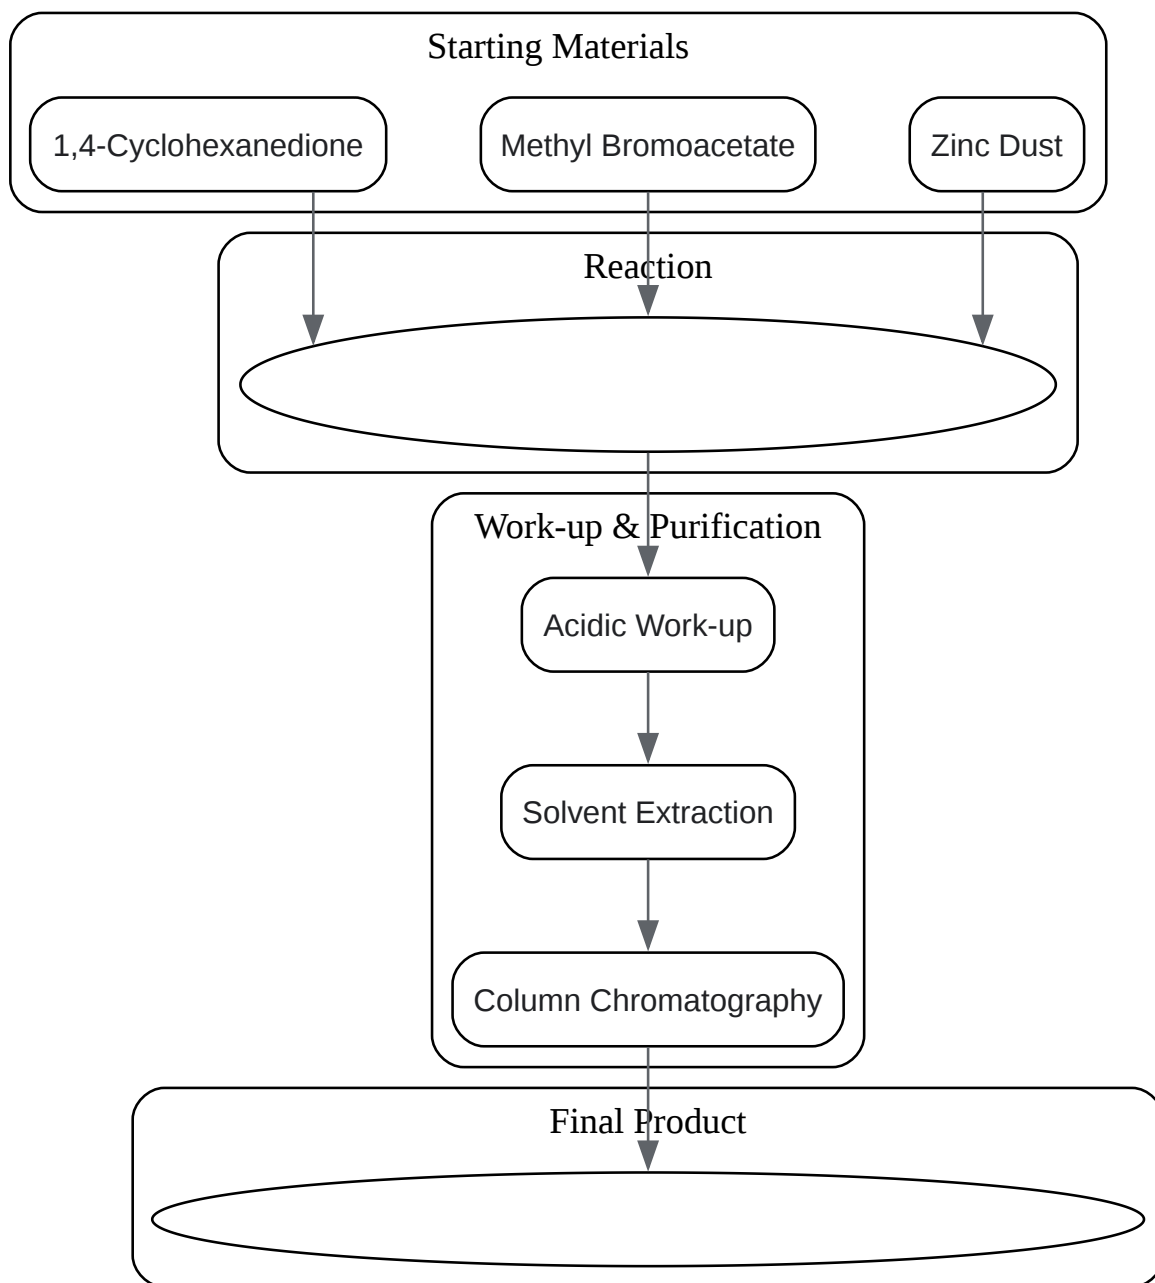 Starting Materials
1,4-Cyclohexanedione
Methyl Bromoacetate
Zinc Dust
Reaction
Work-up & Purification
Acidic Work-up
Solvent Extraction
Column Chromatography
Final Product